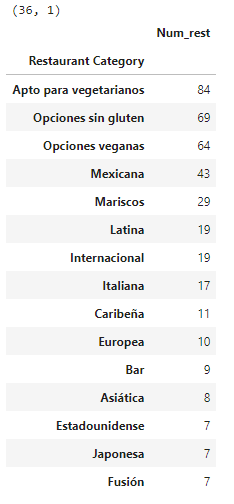 (36, 1)
Num_rest
Restaurant Category
Apto para vegetarianos 84
Opciones sin gluten 69
Opciones veganas 64
Mexicana 43
Mariscos 29
Latina 19
Internacional 19
Italiana 17
Caribeña 11
Europea 10
Bar 9
Asiática 8
Estadounidense 7
Japonesa 7
Fusión 7